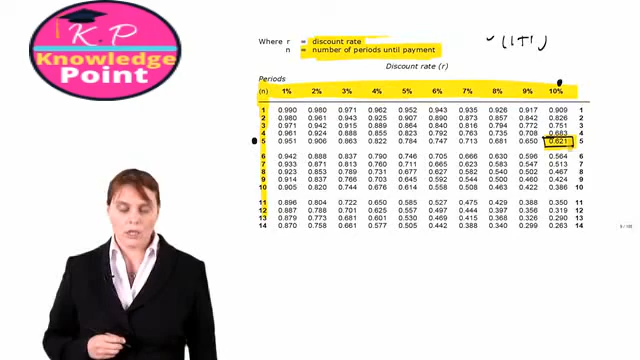 K.P
Knowledge
Point
Where r = discount rate
n = number of periods until payment
Discount rate (r)
Periods
(n) 1% 2% 3% 4% 5% 6% 7% 8% 9% 10%
1 0.990 0.980 0.971 0.962 0.952 0.943 0.935 0.926 0.917 0.909 1
2 0.980 0.961 0.943 0.925 0.907 0.890 0.873 0.857 0.842 0.826 2
3 0.971 0.942 0.915 0.889 0.864 0.840 0.816 0.794 0.772 0.751 3
4 0.961 0.924 0.888 0.855 0.823 0.792 0.763 0.735 0.708 0.683 4
5 0.951 0.906 0.863 0.822 0.784 0.747 0.713 0.681 0.650 0.621 5
6 0.942 0.888 0.837 0.790 0.746 0.705 0.666 0.630 0.596 0.564 6
7 0.933 0.871 0.813 0.760 0.711 0.665 0.623 0.583 0.547 0.513 7
8 0.923 0.853 0.789 0.731 0.677 0.627 0.582 0.540 0.502 0.467 8
9 0.914 0.837 0.766 0.703 0.645 0.592 0.544 0.500 0.460 0.424 9
10 0.905 0.820 0.744 0.676 0.614 0.558 0.508 0.463 0.422 0.386 10
11 0.896 0.804 0.722 0.650 0.585 0.527 0.475 0.429 0.388 0.350 11
12 0.887 0.788 0.701 0.625 0.557 0.497 0.444 0.397 0.356 0.319 12
13 0.879 0.773 0.681 0.601 0.530 0.469 0.415 0.368 0.326 0.290 13
14 0.870 0.758 0.661 0.577 0.505 0.442 0.388 0.340 0.299 0.263 14